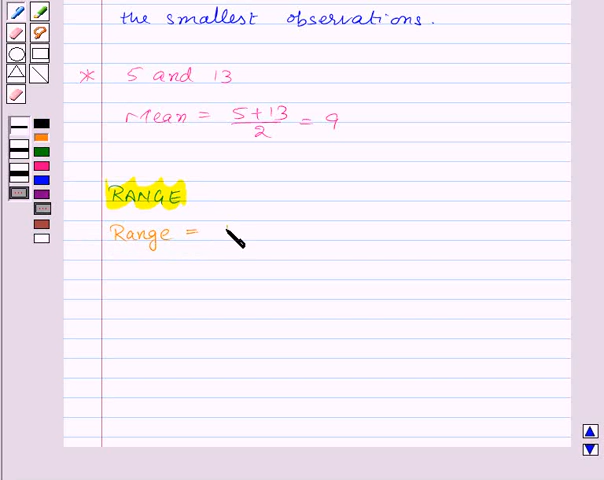 the smallest observations.
* 5 and 13
Mean = 5+13/2 = 9
RANGE
Range =